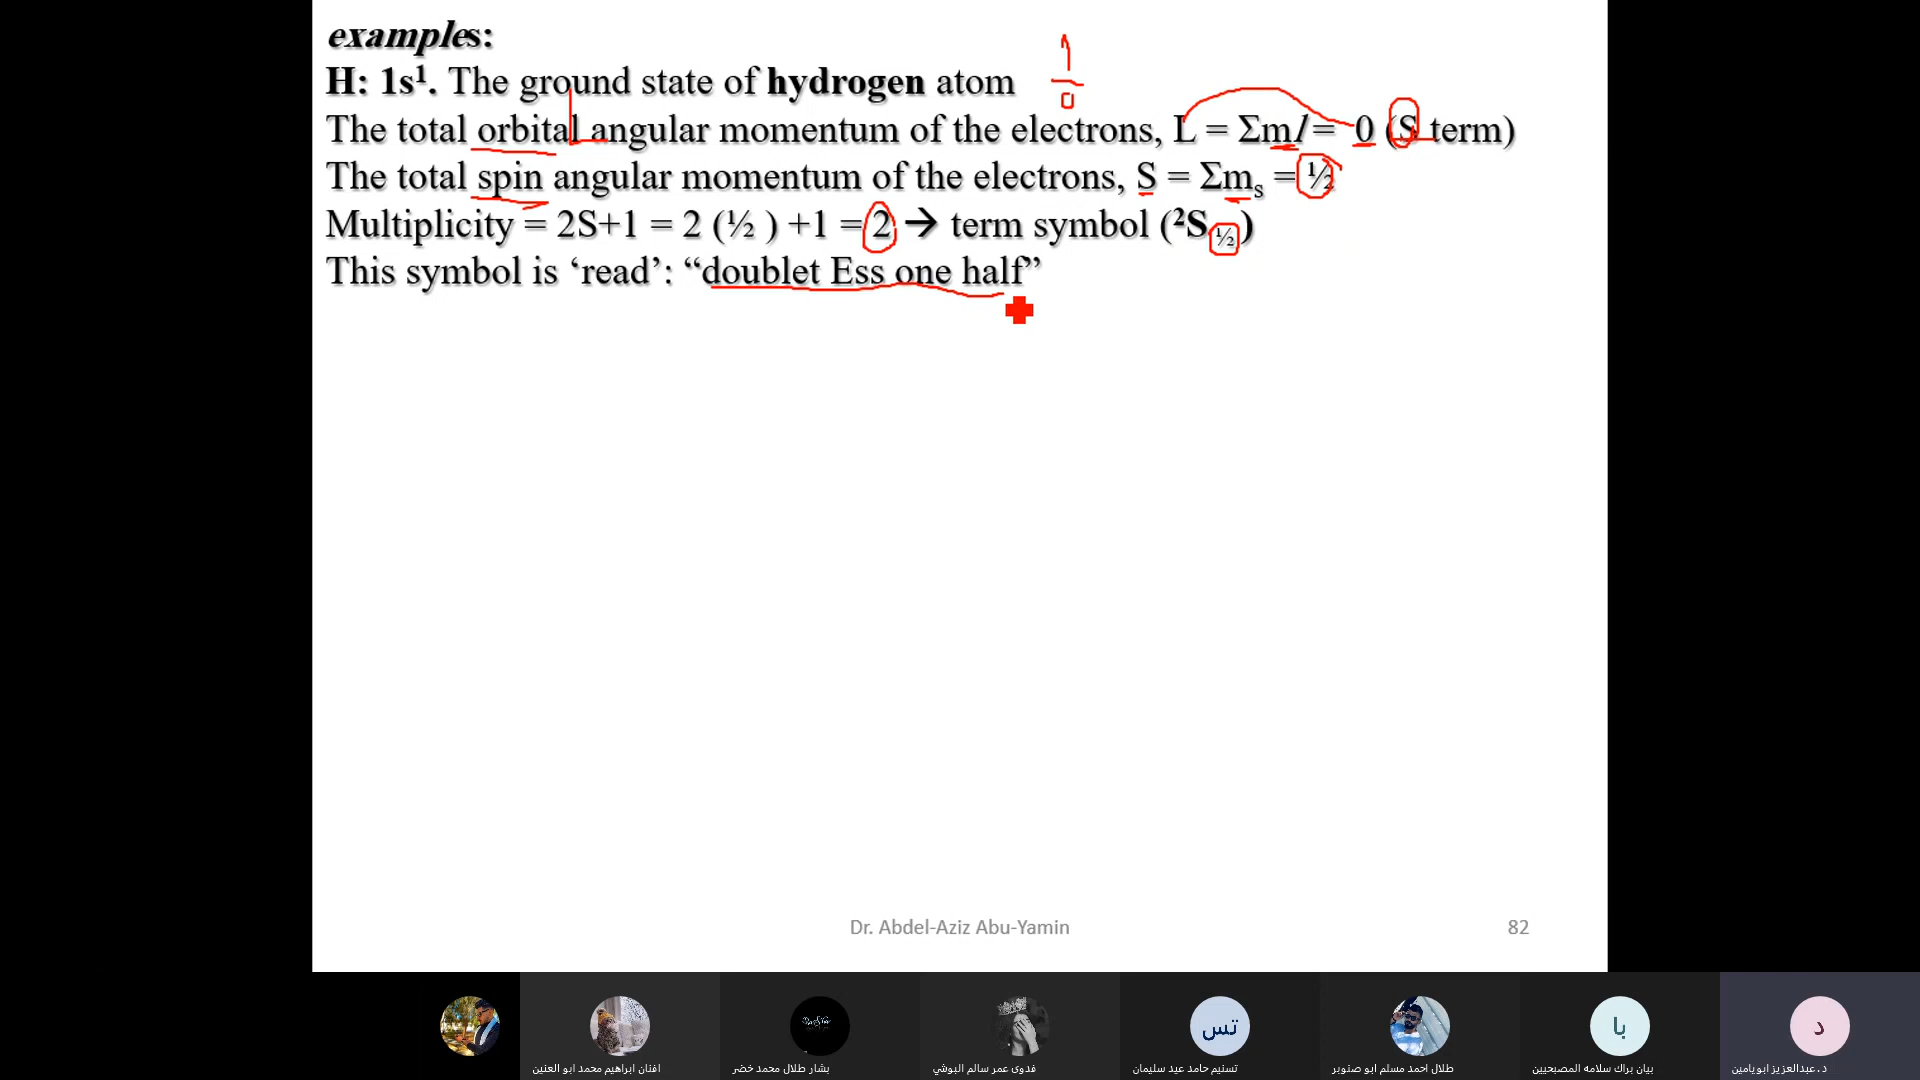 examples:
H: 1s¹. The ground state of hydrogen atom
1
0
The total orbital angular momentum of the electrons, L = Σml = 0 (S term)
The total spin angular momentum of the electrons, S = Σmₛ = ½
Multiplicity = 2S+1 = 2 (½ ) +1 = 2 → term symbol (²S½)
This symbol is ‘read’: “doublet Ess one half”
Dr. Abdel-Aziz Abu-Yamin
82
تس
با
د
افنان ابراهيم محمد ابو العنين
بشار طلال محمد خضر
فدوى عمر سالم البوشي
تسنيم حامد عيد سليمان
طلال احمد مسلم ابو صنوبر
بيان براك سلامه المصبحيين
د.عبدالعزيز ابويامين